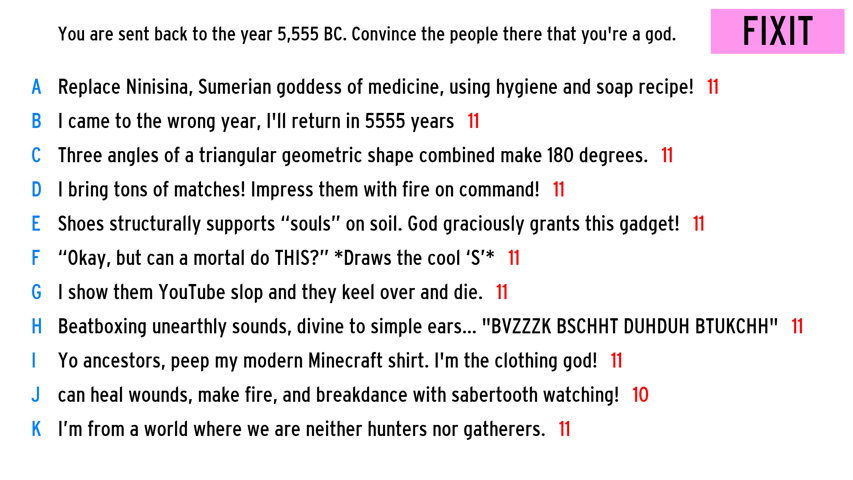 You are sent back to the year 5,555 BC. Convince the people there that you're a god.
FIXIT
A Replace Ninisina, Sumerian goddess of medicine, using hygiene and soap recipe! 11
B I came to the wrong year, I'll return in 5555 years 11
C Three angles of a triangular geometric shape combined make 180 degrees. 11
D I bring tons of matches! Impress them with fire on command! 11
E Shoes structurally supports “souls” on soil. God graciously grants this gadget! 11
F “Okay, but can a mortal do THIS?” *Draws the cool ‘S’* 11
G I show them YouTube slop and they keel over and die. 11
H Beatboxing unearthly sounds, divine to simple ears... "BVZZZK BSCHHT DUHDUH BTUKCHH" 11
I Yo ancestors, peep my modern Minecraft shirt. I'm the clothing god! 11
J can heal wounds, make fire, and breakdance with sabertooth watching! 10
K I’m from a world where we are neither hunters nor gatherers. 11